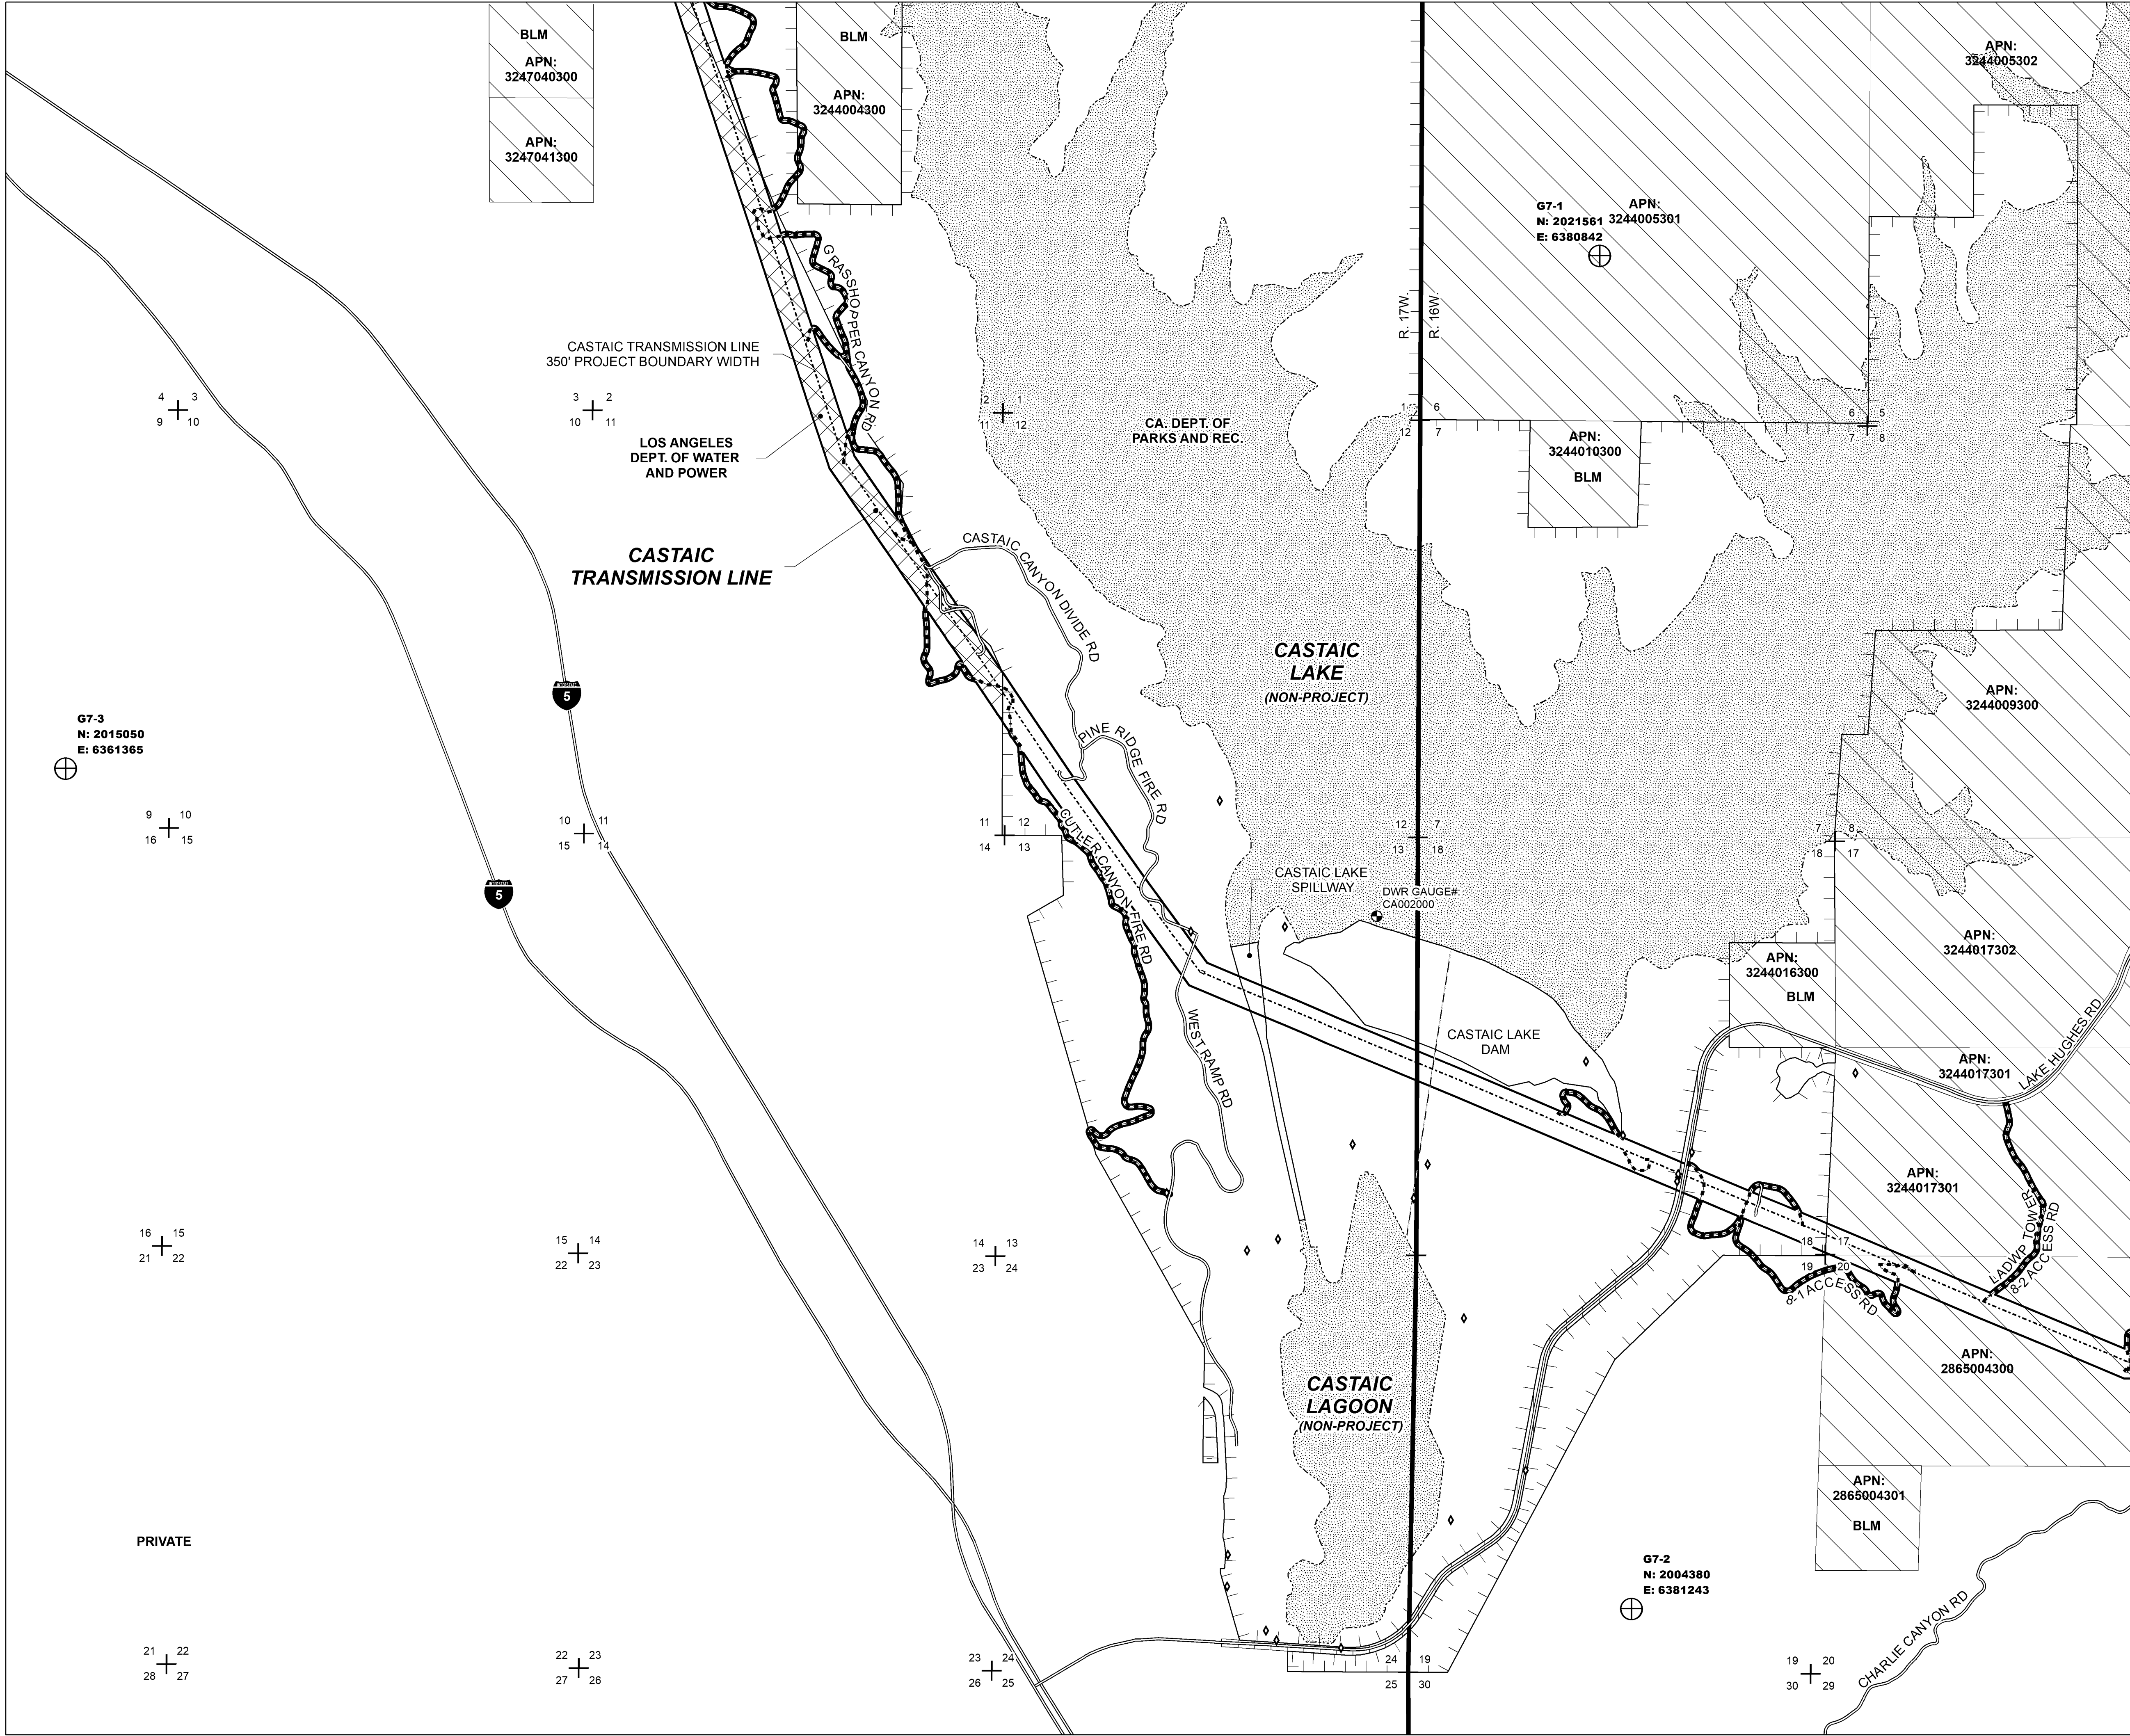 BLM
APN:
3247040300
APN:
3247041300
BLM
APN:
3244004300
APN:
3244005302
G7-1
N: 2021561
E: 6380842
APN:
3244005301
GRASSHOPPER CANYON RD
CASTAIC TRANSMISSION LINE
350' PROJECT BOUNDARY WIDTH
R. 17W.
R. 16W.
4 3
9 10
3 2
10 11
2 1
11 12
1 6
12 7
6 5
7 8
LOS ANGELES
DEPT. OF WATER
AND POWER
CA. DEPT. OF
PARKS AND REC.
APN:
3244010300
BLM
CASTAIC
TRANSMISSION LINE
CASTAIC CANYON DIVIDE RD
CASTAIC
LAKE
(NON-PROJECT)
5
APN:
3244009300
G7-3
N: 2015050
E: 6361365
PINE RIDGE FIRE RD
9 10
16 15
10 11
15 14
11 12
14 13
12 7
13 18
7 8
18 17
CUTLER CANYON FIRE RD
5
CASTAIC LAKE
SPILLWAY
DWR GAUGE#:
CA002000
APN:
3244017302
APN:
3244016300
BLM
WEST RAMP RD
CASTAIC LAKE
DAM
LAKE HUGHES RD
APN:
3244017301
APN:
3244017301
16 15
21 22
15 14
22 23
14 13
23 24
18 17
19 20
LADWP TOWER
8-2 ACCESS RD
8-1 ACCESS RD
APN:
2865004300
CASTAIC
LAGOON
(NON-PROJECT)
APN:
2865004301
BLM
PRIVATE
G7-2
N: 2004380
E: 6381243
CHARLIE CANYON RD
21 22
28 27
22 23
27 26
23 24
26 25
24 19
25 30
19 20
30 29